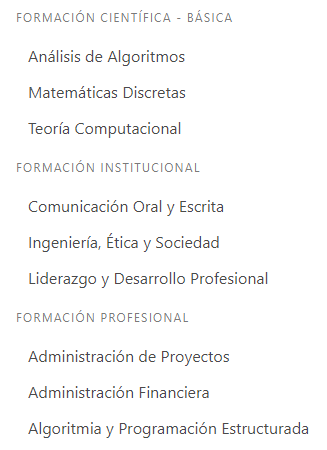 FORMACIÓN CIENTÍFICA - BÁSICA
Análisis de Algoritmos
Matemáticas Discretas
Teoría Computacional
FORMACIÓN INSTITUCIONAL
Comunicación Oral y Escrita
Ingeniería, Ética y Sociedad
Liderazgo y Desarrollo Profesional
FORMACIÓN PROFESIONAL
Administración de Proyectos
Administración Financiera
Algoritmia y Programación Estructurada